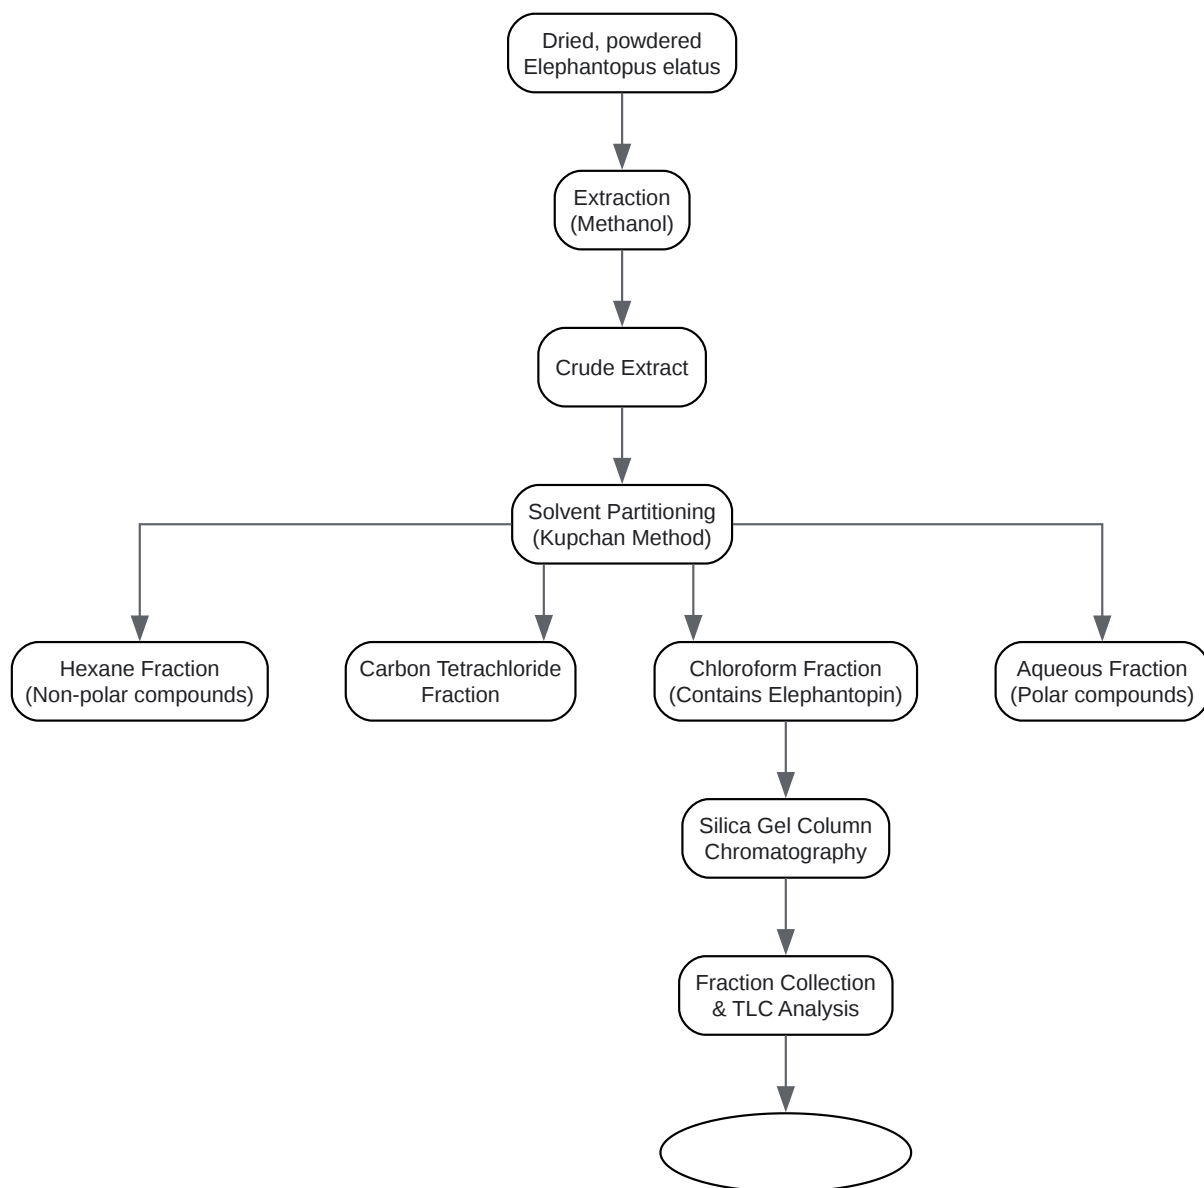 Dried, powdered
Elephantopus elatus
Extraction
(Methanol)
Crude Extract
Solvent Partitioning
(Kupchan Method)
Hexane Fraction
(Non-polar compounds)
Carbon Tetrachloride
Fraction
Chloroform Fraction
(Contains Elephantopin)
Aqueous Fraction
(Polar compounds)
Silica Gel Column
Chromatography
Fraction Collection
& TLC Analysis